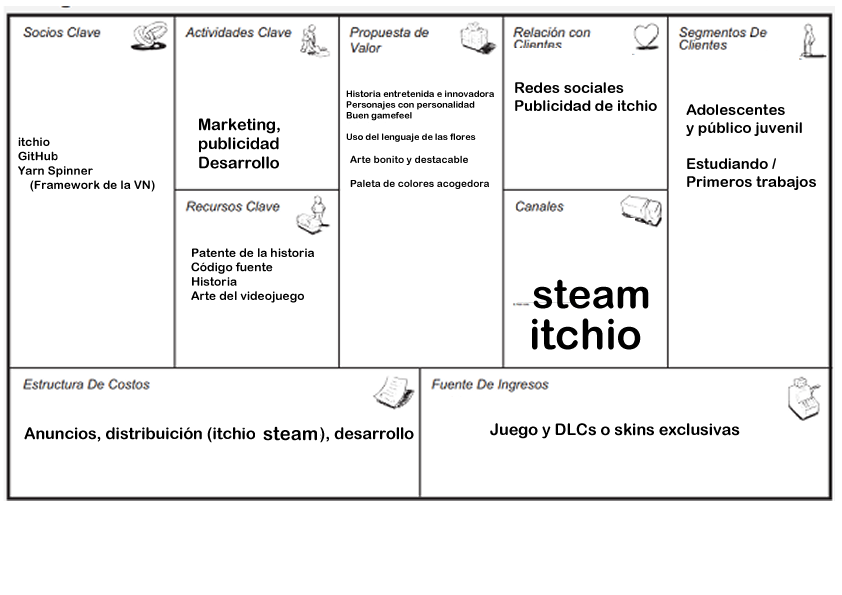 Socios Clave
itchio
GitHub
Yarn Spinner
(Framework de la VN)
Actividades Clave
Marketing,
publicidad
Desarrollo
Recursos Clave
Patente de la historia
Código fuente
Historia
Arte del videojuego
Propuesta de
Valor
Historia entretenida e innovadora
Personajes con personalidad
Buen gamefeel
Uso del lenguaje de las flores
Arte bonito y destacable
Paleta de colores acogedora
Relación con
Clientes
Redes sociales
Publicidad de itchio
Canales
steam
itchio
Segmentos De
Clientes
Adolescentes
y público juvenil
Estudiando /
Primeros trabajos
Estructura De Costos
Anuncios, distribuición (itchio steam), desarrollo
Fuente De Ingresos
Juego y DLCs o skins exclusivas